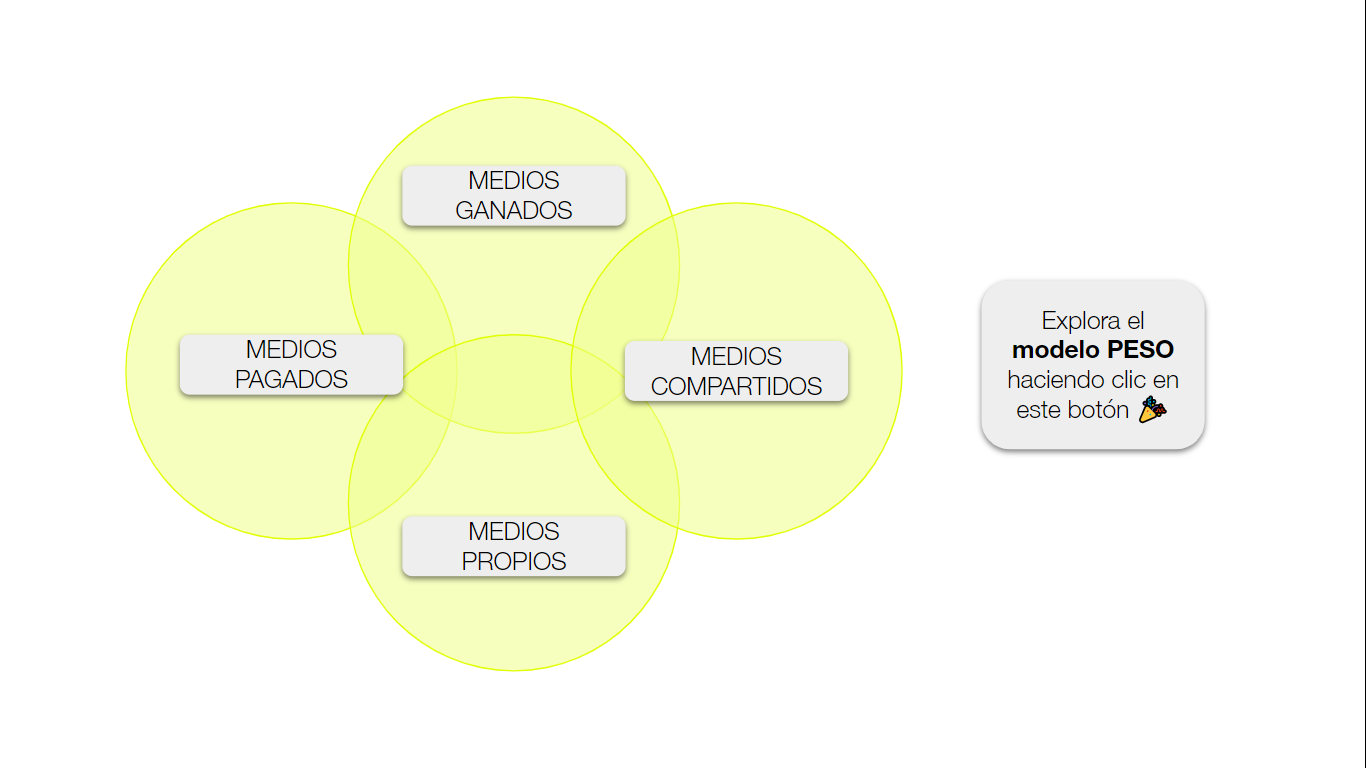 MEDIOS
GANADOS
MEDIOS
PAGADOS
MEDIOS
COMPARTIDOS
MEDIOS
PROPIOS
Explora el
modelo PESO
haciendo clic en
este botón 🎉